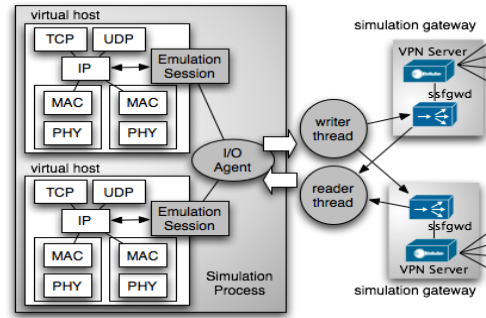 virtual host
TCP UDP
IP
Emulation
Session
MAC MAC
PHY PHY
I/O
Agent
virtual host
TCP UDP
IP
Emulation
Session
MAC MAC
PHY PHY
Simulation
Process
writer
thread
reader
thread
simulation gateway
VPN Server
ssfgwd
ssfgwd
VPN Server
simulation gateway